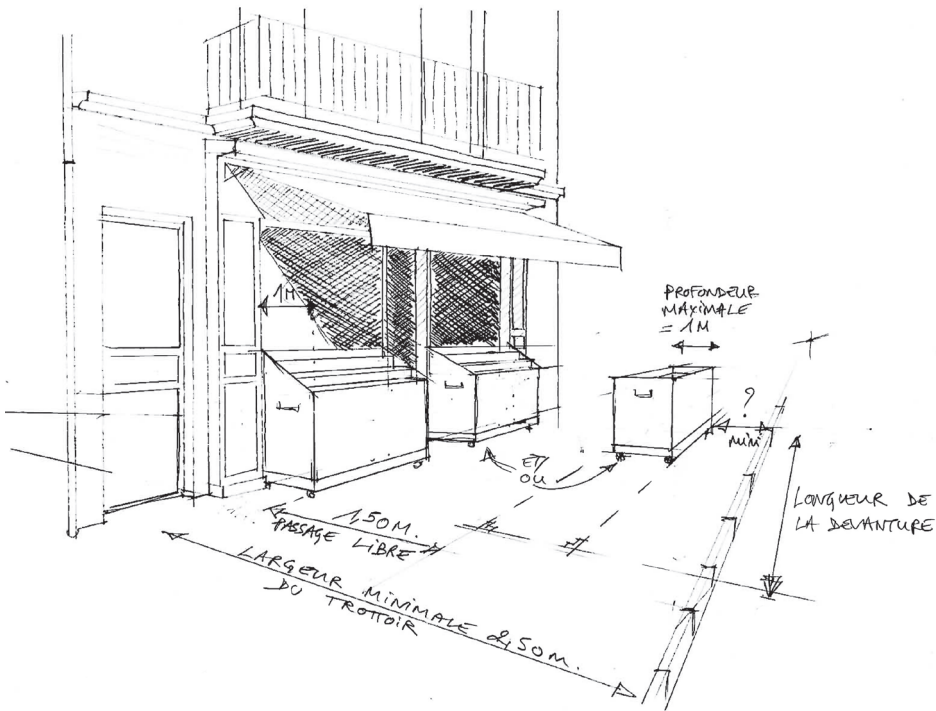 1M
PROFONDEUR
MAXIMALE
= 1M
?
MINI
ET/
OU
LONGUEUR DE
LA DEVANTURE
1,50M.
PASSAGE LIBRE
LARGEUR MINIMALE 2,50M.
DU TROTTOIR